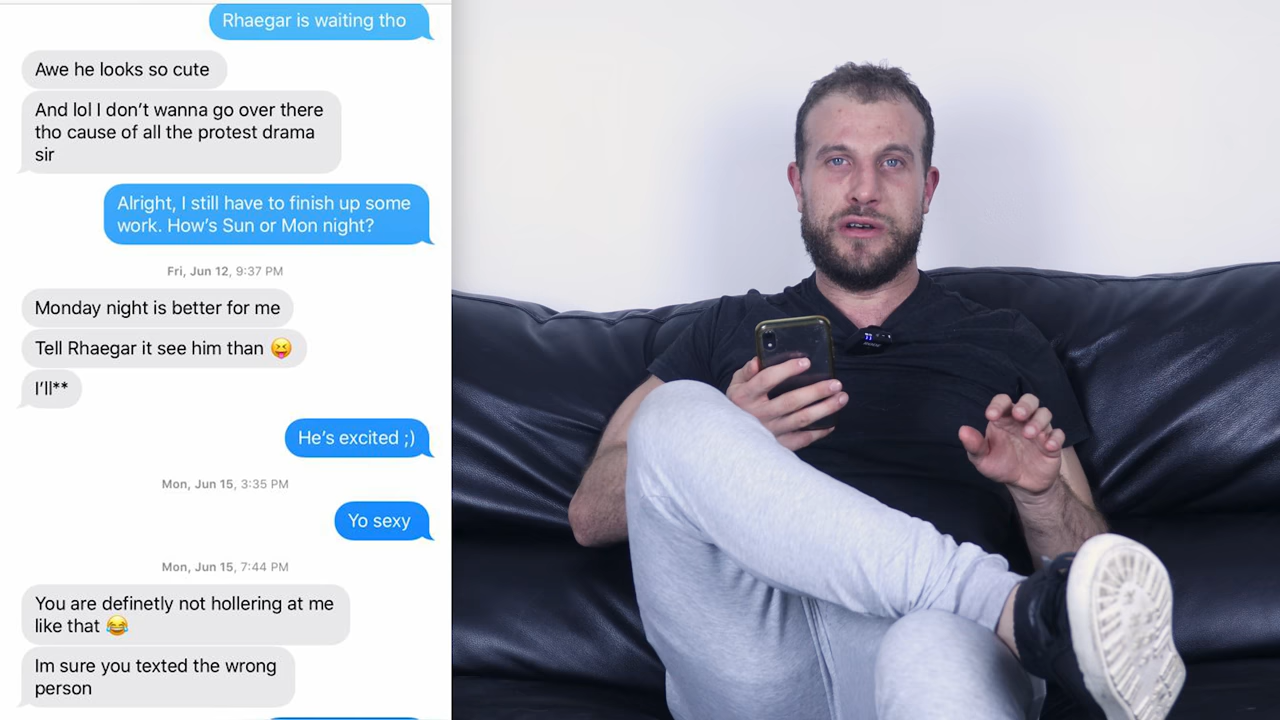 Rhaegar is waiting tho
Awe he looks so cute
And lol I don't wanna go over there
tho cause of all the protest drama
sir
Alright, I still have to finish up some
work. How's Sun or Mon night?
Fri, Jun 12, 9:37 PM
Monday night is better for me
Tell Rhaegar it see him than 😝
I'll**
He's excited ;)
Mon, Jun 15, 3:35 PM
Yo sexy
Mon, Jun 15, 7:44 PM
You are definetly not hollering at me
like that 😂
Im sure you texted the wrong
person